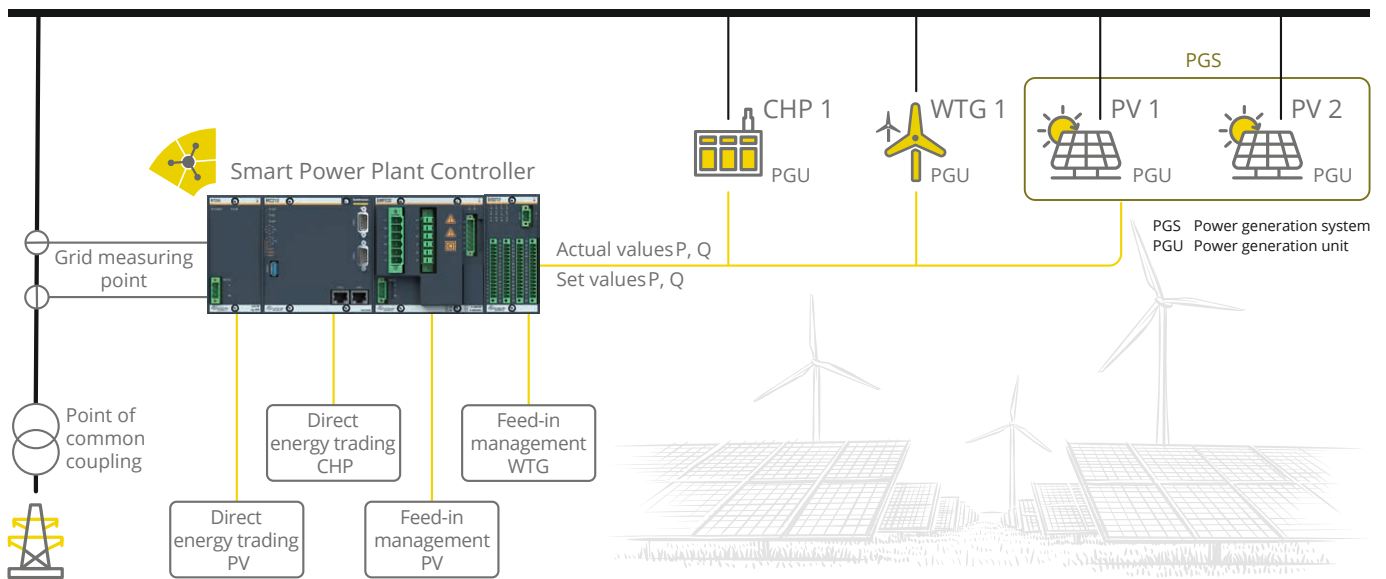 PGS
CHP 1
PGU
WTG 1
PGU
PV 1
PGU
PV 2
PGU
PGS Power generation system
PGU Power generation unit
Smart Power Plant Controller
Grid measuring
point
Actual values P, Q
Set values P, Q
Point of
common
coupling
Direct
energy trading
CHP
Feed-in
management
WTG
Direct
energy trading
PV
Feed-in
management
PV